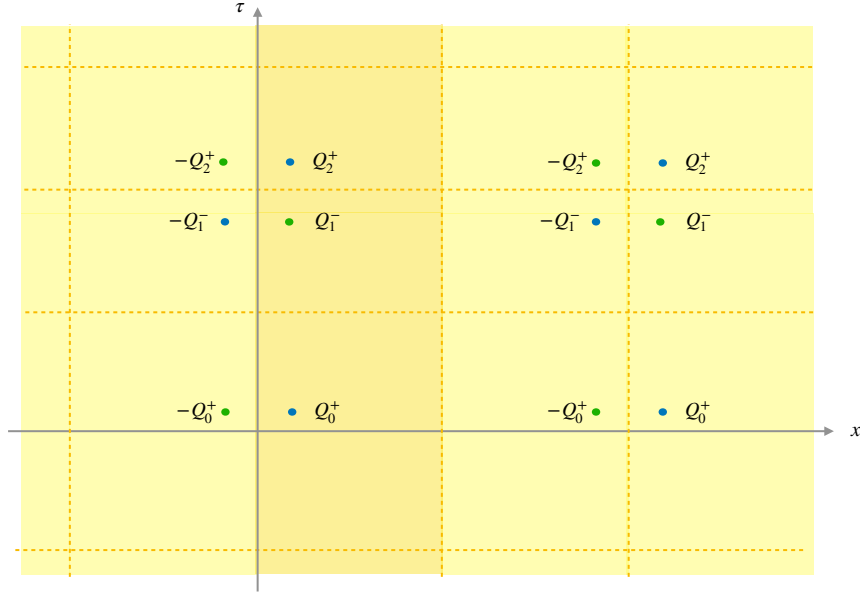 τ
−Q₂⁺ Q₂⁺ −Q₂⁺ Q₂⁺
−Q₁⁻ Q₁⁻ −Q₁⁻ Q₁⁻
−Q₀⁺ Q₀⁺ −Q₀⁺ Q₀⁺
x